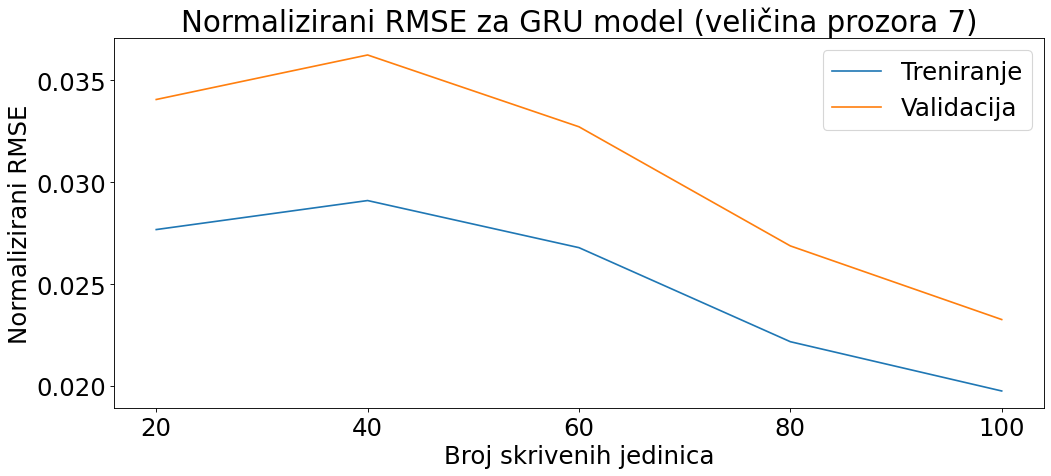 Normalizirani RMSE za GRU model (veličina prozora 7)
Treniranje
Validacija
Normalizirani RMSE
0.035
0.030
0.025
0.020
20 40 60 80 100
Broj skrivenih jedinica